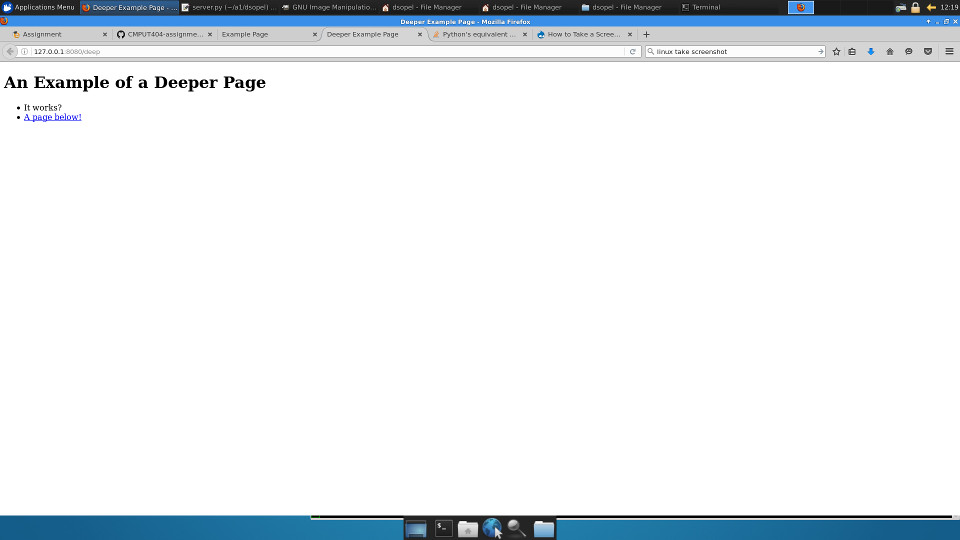 Applications Menu
Deeper Example Page - ...
server.py (~/a1/dsopel) ...
GNU Image Manipulatio...
dsopel - File Manager
dsopel - File Manager
dsopel - File Manager
Terminal
12:19
Deeper Example Page - Mozilla Firefox
Assignment
CMPUT404-assignme...
Example Page
Deeper Example Page
Python's equivalent ...
How to Take a Scree...
127.0.0.1:8080/deep
linux take screenshot
An Example of a Deeper Page
It works?
A page below!
$_